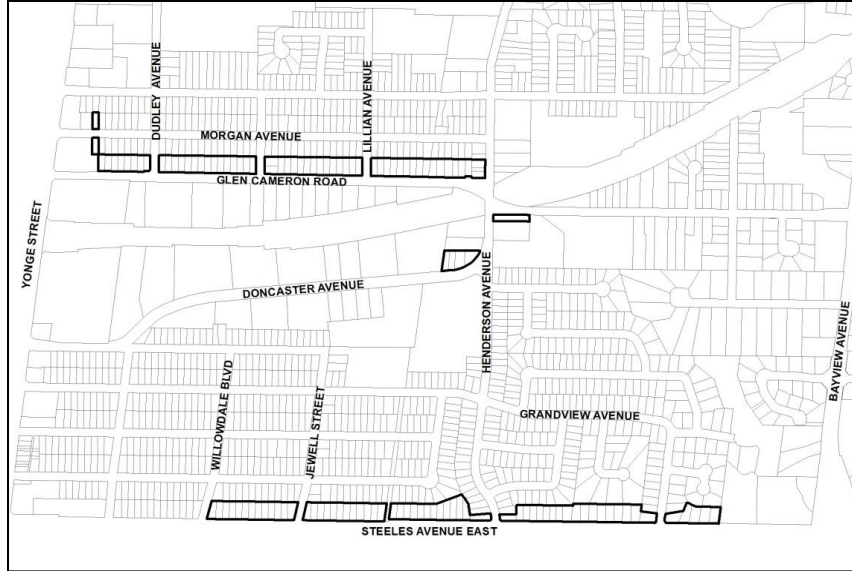 DUDLEY AVENUE
LILLIAN AVENUE
MORGAN AVENUE
GLEN CAMERON ROAD
YONGE STREET
DONCASTER AVENUE
HENDERSON AVENUE
BAYVIEW AVENUE
WILLOWDALE BLVD
JEWELL STREET
GRANDVIEW AVENUE
STEELES AVENUE EAST